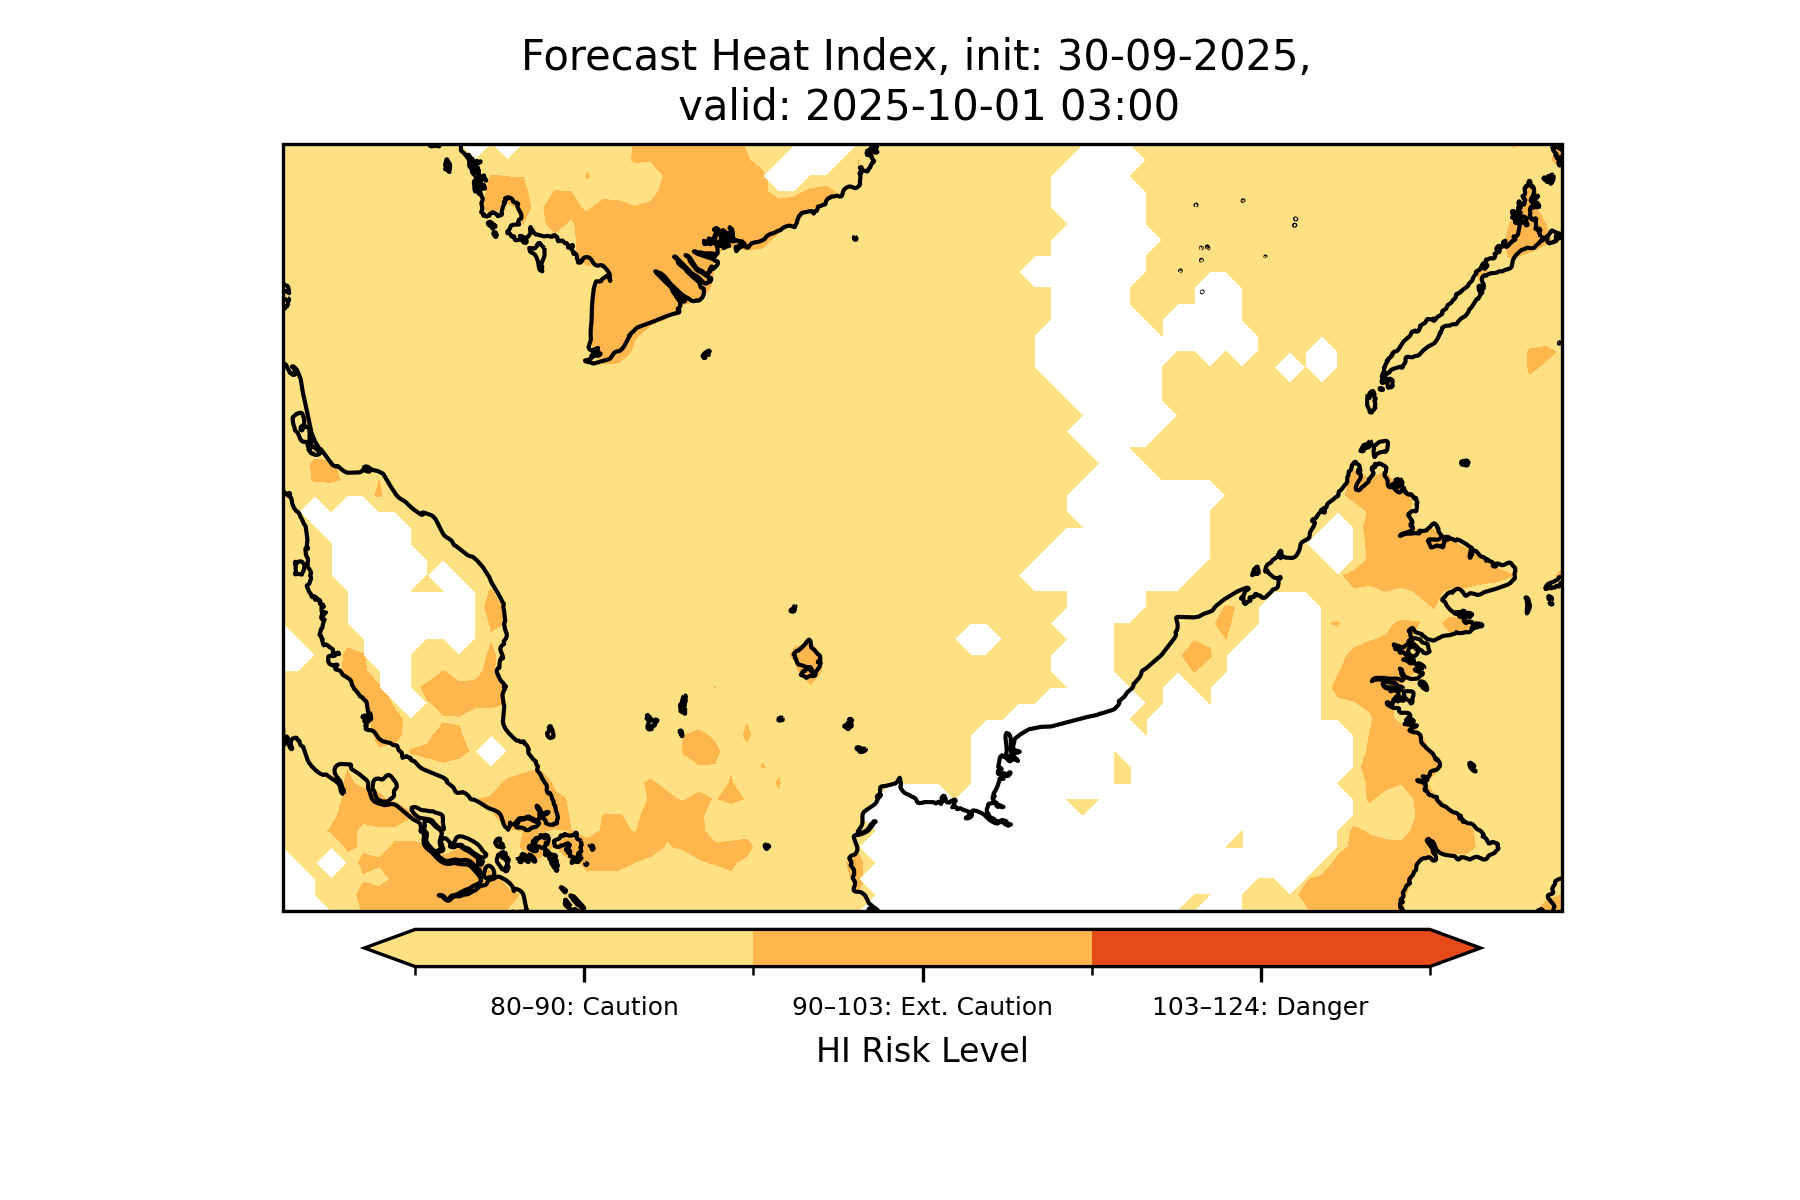 Forecast Heat Index, init: 30-09-2025,
valid: 2025-10-01 03:00
80–90: Caution
90–103: Ext. Caution
103–124: Danger
HI Risk Level